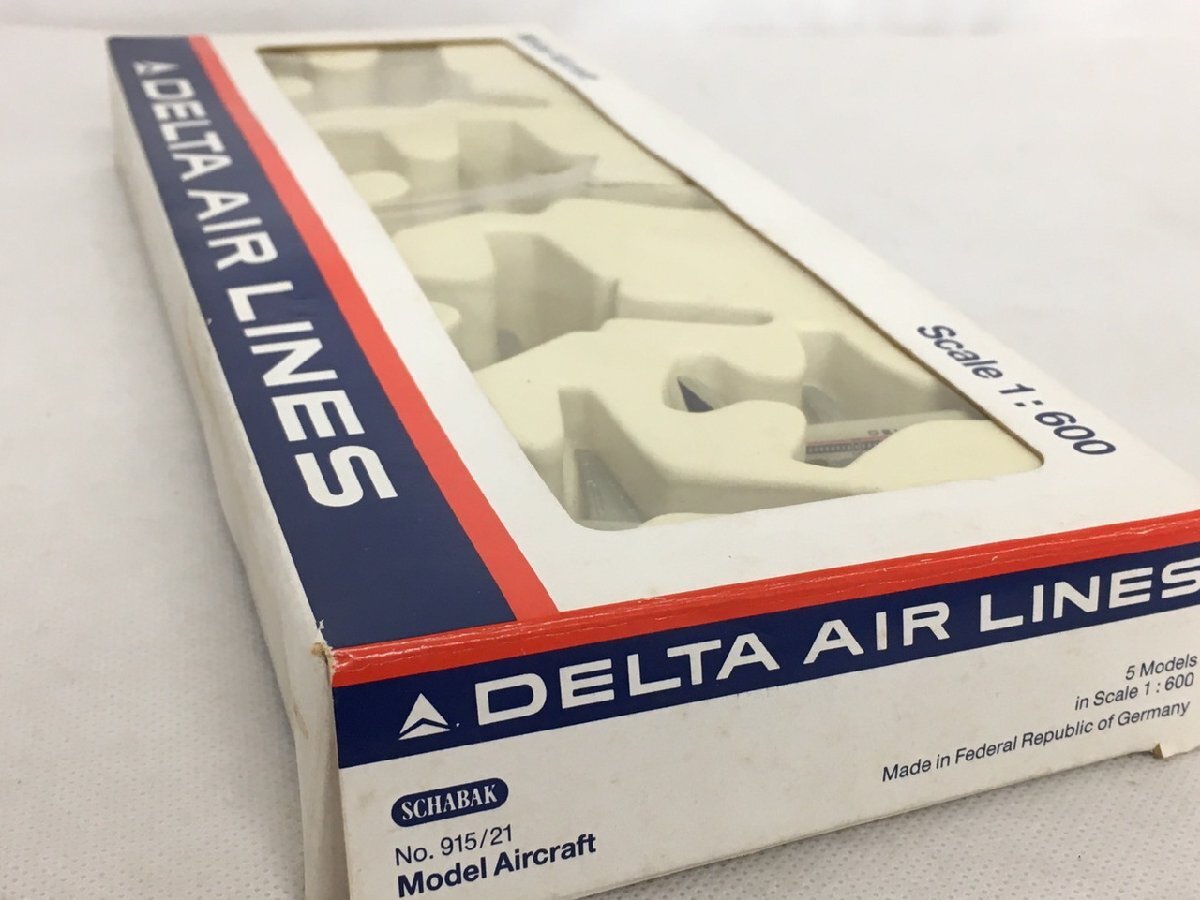 DELTA AIR LINES
Scale 1:600
DELTA AIR LINES
5 Models
in Scale 1:600
Made in Federal Republic of Germany
SCHABAK
No. 915/21
Model Aircraft